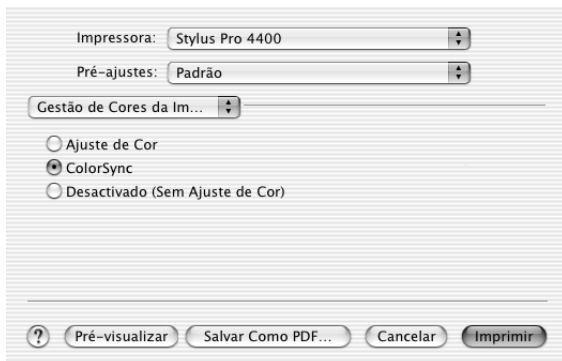 Impressora: Stylus Pro 4400
Pré-ajustes: Padrão
Gestão de Cores da Im...
Ajuste de Cor
ColorSync
Desactivado (Sem Ajuste de Cor)
? Pré-visualizar Salvar Como PDF... Cancelar Imprimir